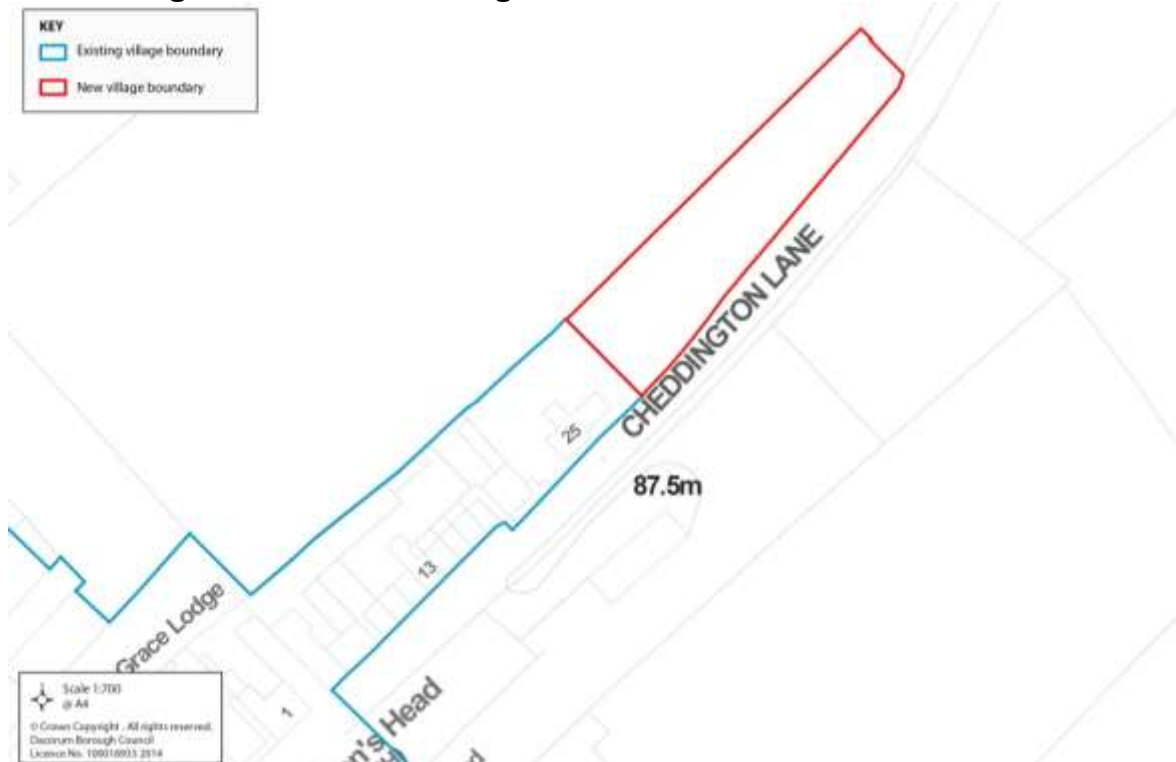 KEY
Existing village boundary
New village boundary
CHEDDINGTON LANE
25
87.5m
13
Grace Lodge
1
Head
Scale 1:700
@ A4
© Crown Copyright . All rights reserved.
Dacorum Borough Council
Licence No. 100018935 2014